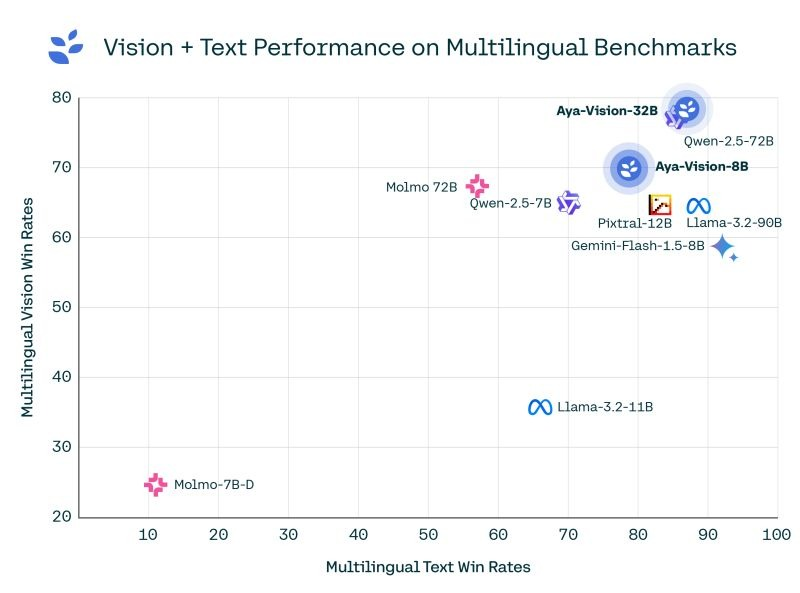 Vision + Text Performance on Multilingual Benchmarks
80
Aya-Vision-32B
Qwen-2.5-72B
70
Aya-Vision-8B
Molmo 72B
Qwen-2.5-7B
Pixtral-12B
Llama-3.2-90B
60
Gemini-Flash-1.5-8B
50
40
Llama-3.2-11B
30
Molmo-7B-D
20
Multilingual Vision Win Rates
10 20 30 40 50 60 70 80 90 100
Multilingual Text Win Rates